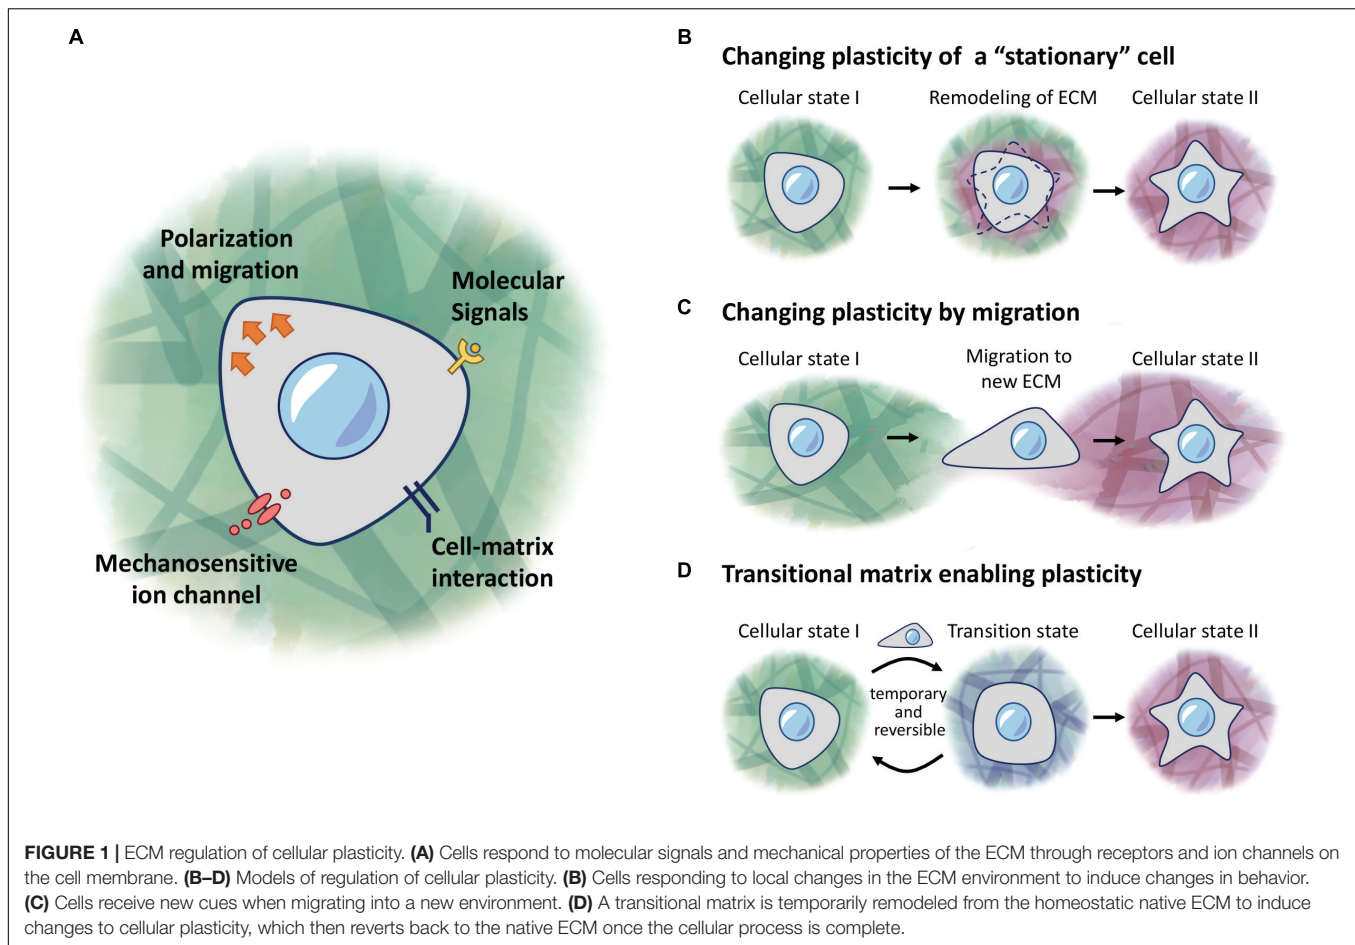 A
Polarization
and migration
Molecular
Signals
Mechanosensitive
ion channel
Cell-matrix
interaction
B
Changing plasticity of a “stationary” cell
Cellular state I
Remodeling of ECM
Cellular state II
C
Changing plasticity by migration
Cellular state I
Migration to
new ECM
Cellular state II
D
Transitional matrix enabling plasticity
Cellular state I
Transition state
Cellular state II
temporary
and
reversible
FIGURE 1 | ECM regulation of cellular plasticity. (A) Cells respond to molecular signals and mechanical properties of the ECM through receptors and ion channels on
the cell membrane. (B–D) Models of regulation of cellular plasticity. (B) Cells responding to local changes in the ECM environment to induce changes in behavior.
(C) Cells receive new cues when migrating into a new environment. (D) A transitional matrix is temporarily remodeled from the homeostatic native ECM to induce
changes to cellular plasticity, which then reverts back to the native ECM once the cellular process is complete.